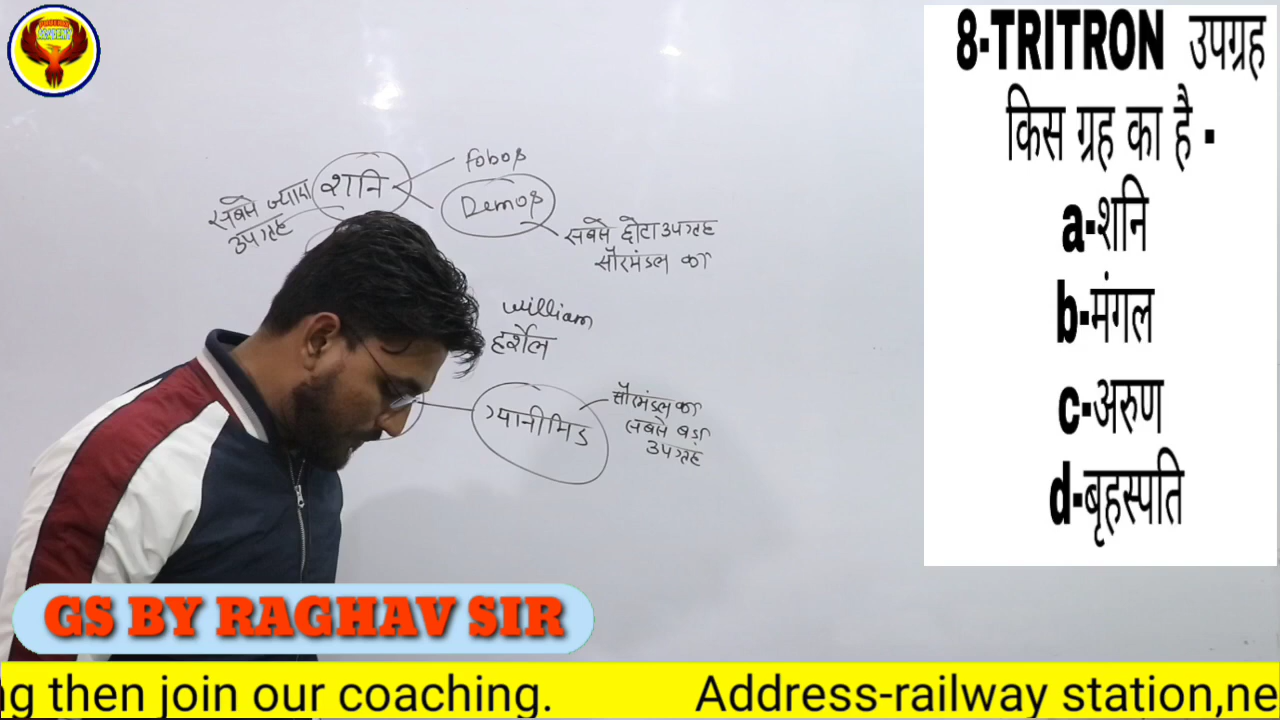 ACADEMY
8-TRITRON उपग्रह
किस ग्रह का है -
a-शनि
b-मंगल
c-अरुण
d-बृहस्पति
fobos
सबसे ज्यादा
उपग्रह
शनि
Demos
सबसे छोटा उपग्रह
सौरमंडल का
William
हर्शेल
ग्यानीमिड
सौरमंडल का
सबसे बड़ा
उपग्रह
GS BY RAGHAV SIR
then join our coaching. Address-railway station,